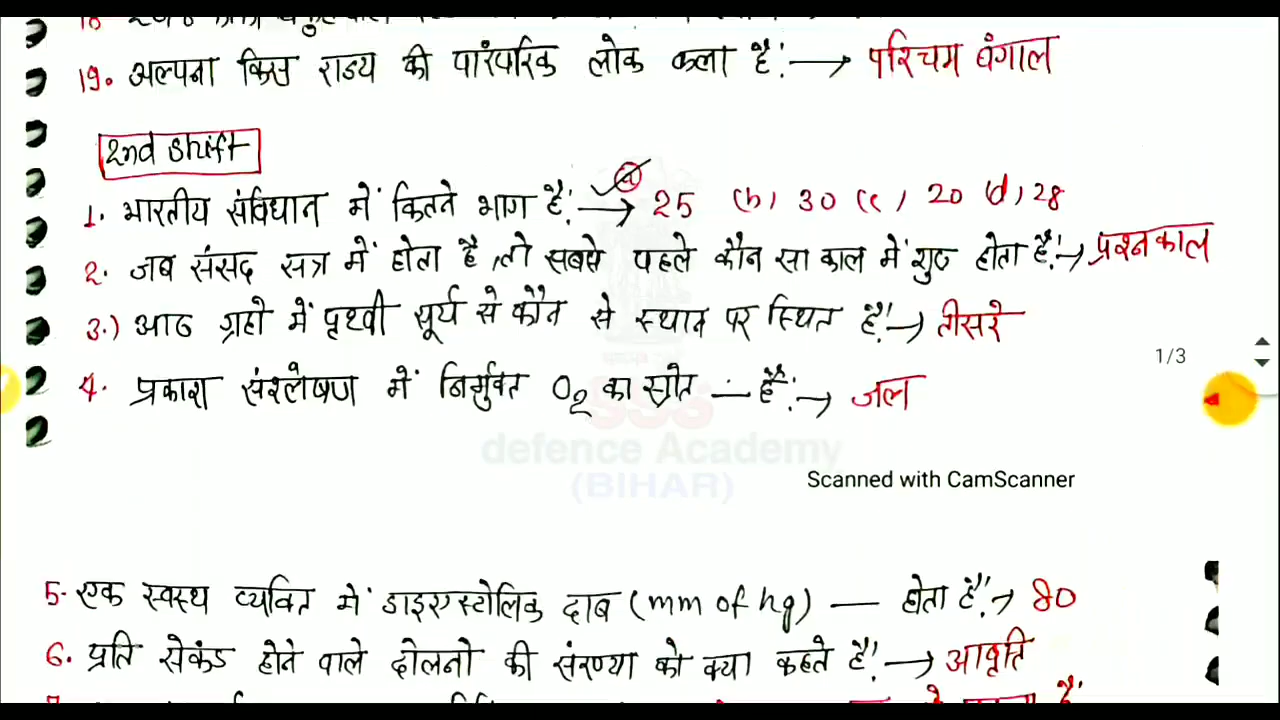 19. अल्पना किस राज्य की पारंपरिक लोक कला है:→ पश्चिम बंगाल
2nd Shift
1. भारतीय संविधान में कितने भाग है:→ (a) 25 (b) 30 (c) 20 (d) 28
2. जब संसद सत्र में होता है, तो सबसे पहले कौन सा काल में शुरु होता है:→ प्रश्न काल
3.) आठ ग्रहो में पृथ्वी सूर्य से कौन से स्थान पर स्थित है:→ तीसरे
4. प्रकाश संश्लेषण में निर्मुक्त O2 का स्रोत — है:→ जल
1/3
SSS
defence Academy
(BIHAR)
Scanned with CamScanner
5. एक स्वस्थ व्यक्ति में डाइएस्टोलिक दाब (mm of hg) — होता है:→ 80
6. प्रति सेकंड होने वाले दोलनो की संख्या को क्या कहते है:→ आवृति